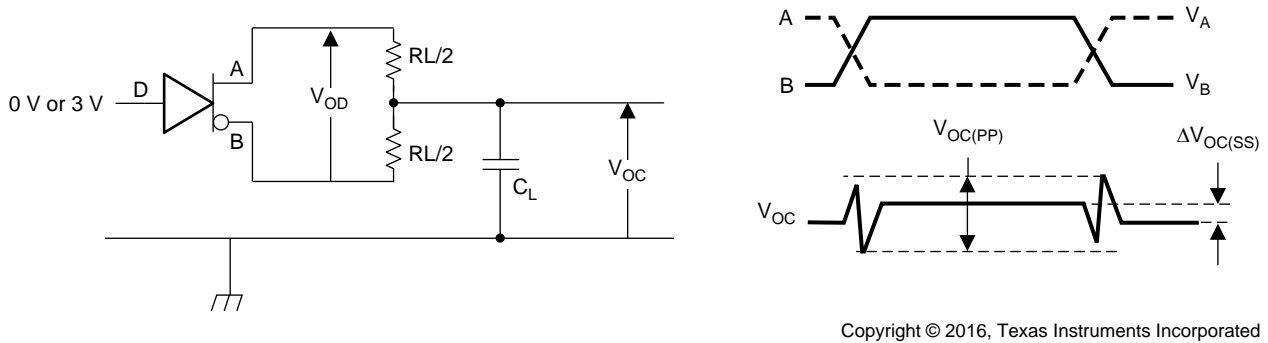 0 V or 3 V
D
A
B
V_OD
RL/2
RL/2
C_L
V_OC
A
B
V_A
V_B
V_OC(PP)
ΔV_OC(SS)
V_OC
Copyright © 2016, Texas Instruments Incorporated